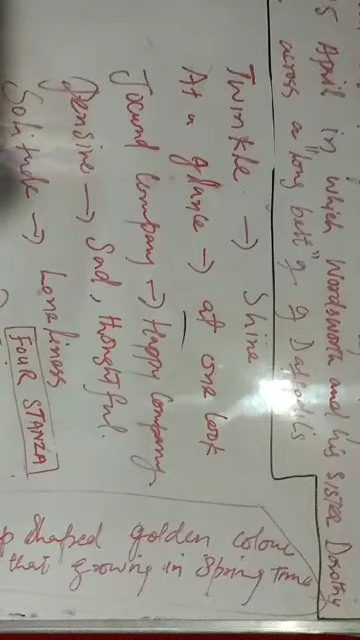 5 April in which Wordsworth and his SISTER Dorothy
across a "long belt" of Daffodils
Twinkle → Shine
At a glance → at one look
Jocund Company → Happy Company
Pensive → Sad, thoughtful.
Solitude → Loneliness
FOUR STANZA
Shaped golden colour
that growing in Spring time